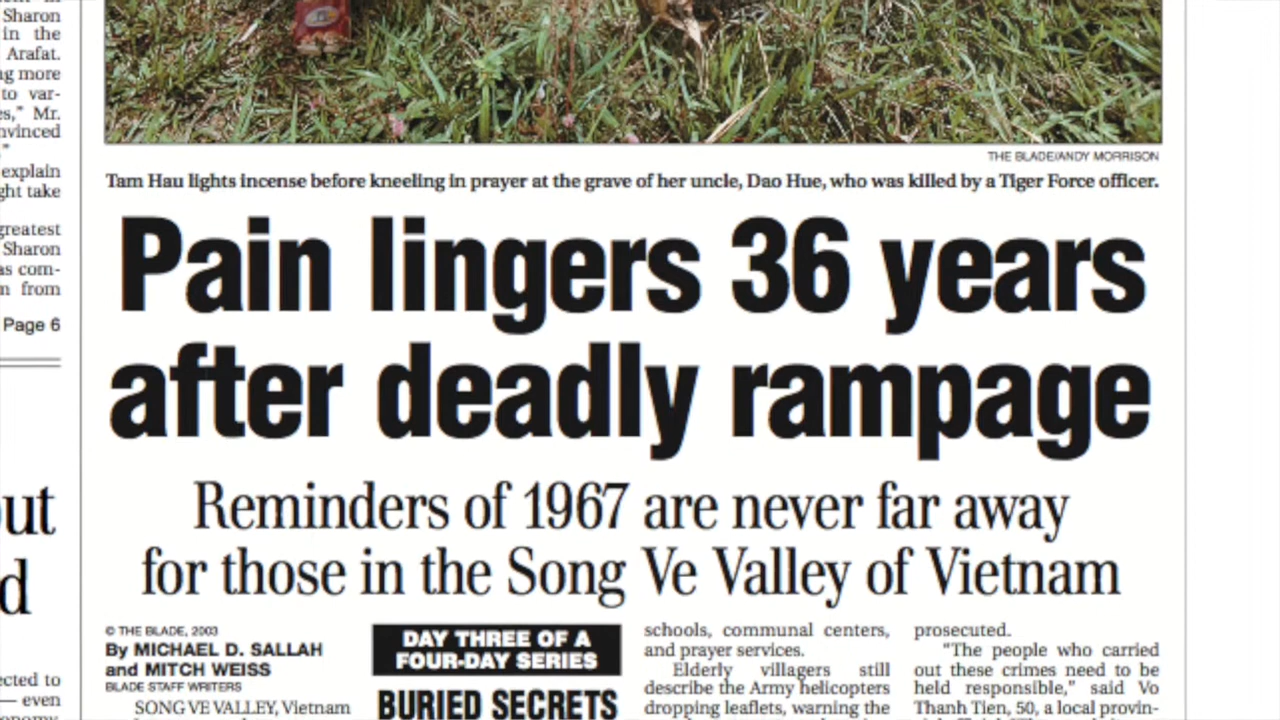 Sharon
in the
Arafat.
more
to var-
Mr.
"
explain
take
greatest
Sharon
com-
from
Page 6
THE BLADE/ANDY MORRISON
Tam Hau lights incense before kneeling in prayer at the grave of her uncle, Dao Hue, who was killed by a Tiger Force officer.
Pain lingers 36 years
after deadly rampage
Reminders of 1967 are never far away
for those in the Song Ve Valley of Vietnam
© THE BLADE, 2003
By MICHAEL D. SALLAH
and MITCH WEISS
BLADE STAFF WRITERS
SONG VE VALLEY, Vietnam
DAY THREE OF A
FOUR-DAY SERIES
BURIED SECRETS
schools, communal centers,
and prayer services.
Elderly villagers still
describe the Army helicopters
dropping leaflets, warning the
prosecuted.
"The people who carried
out these crimes need to be
held responsible," said Vo
Thanh Tien, 50, a local provin-
to
— even